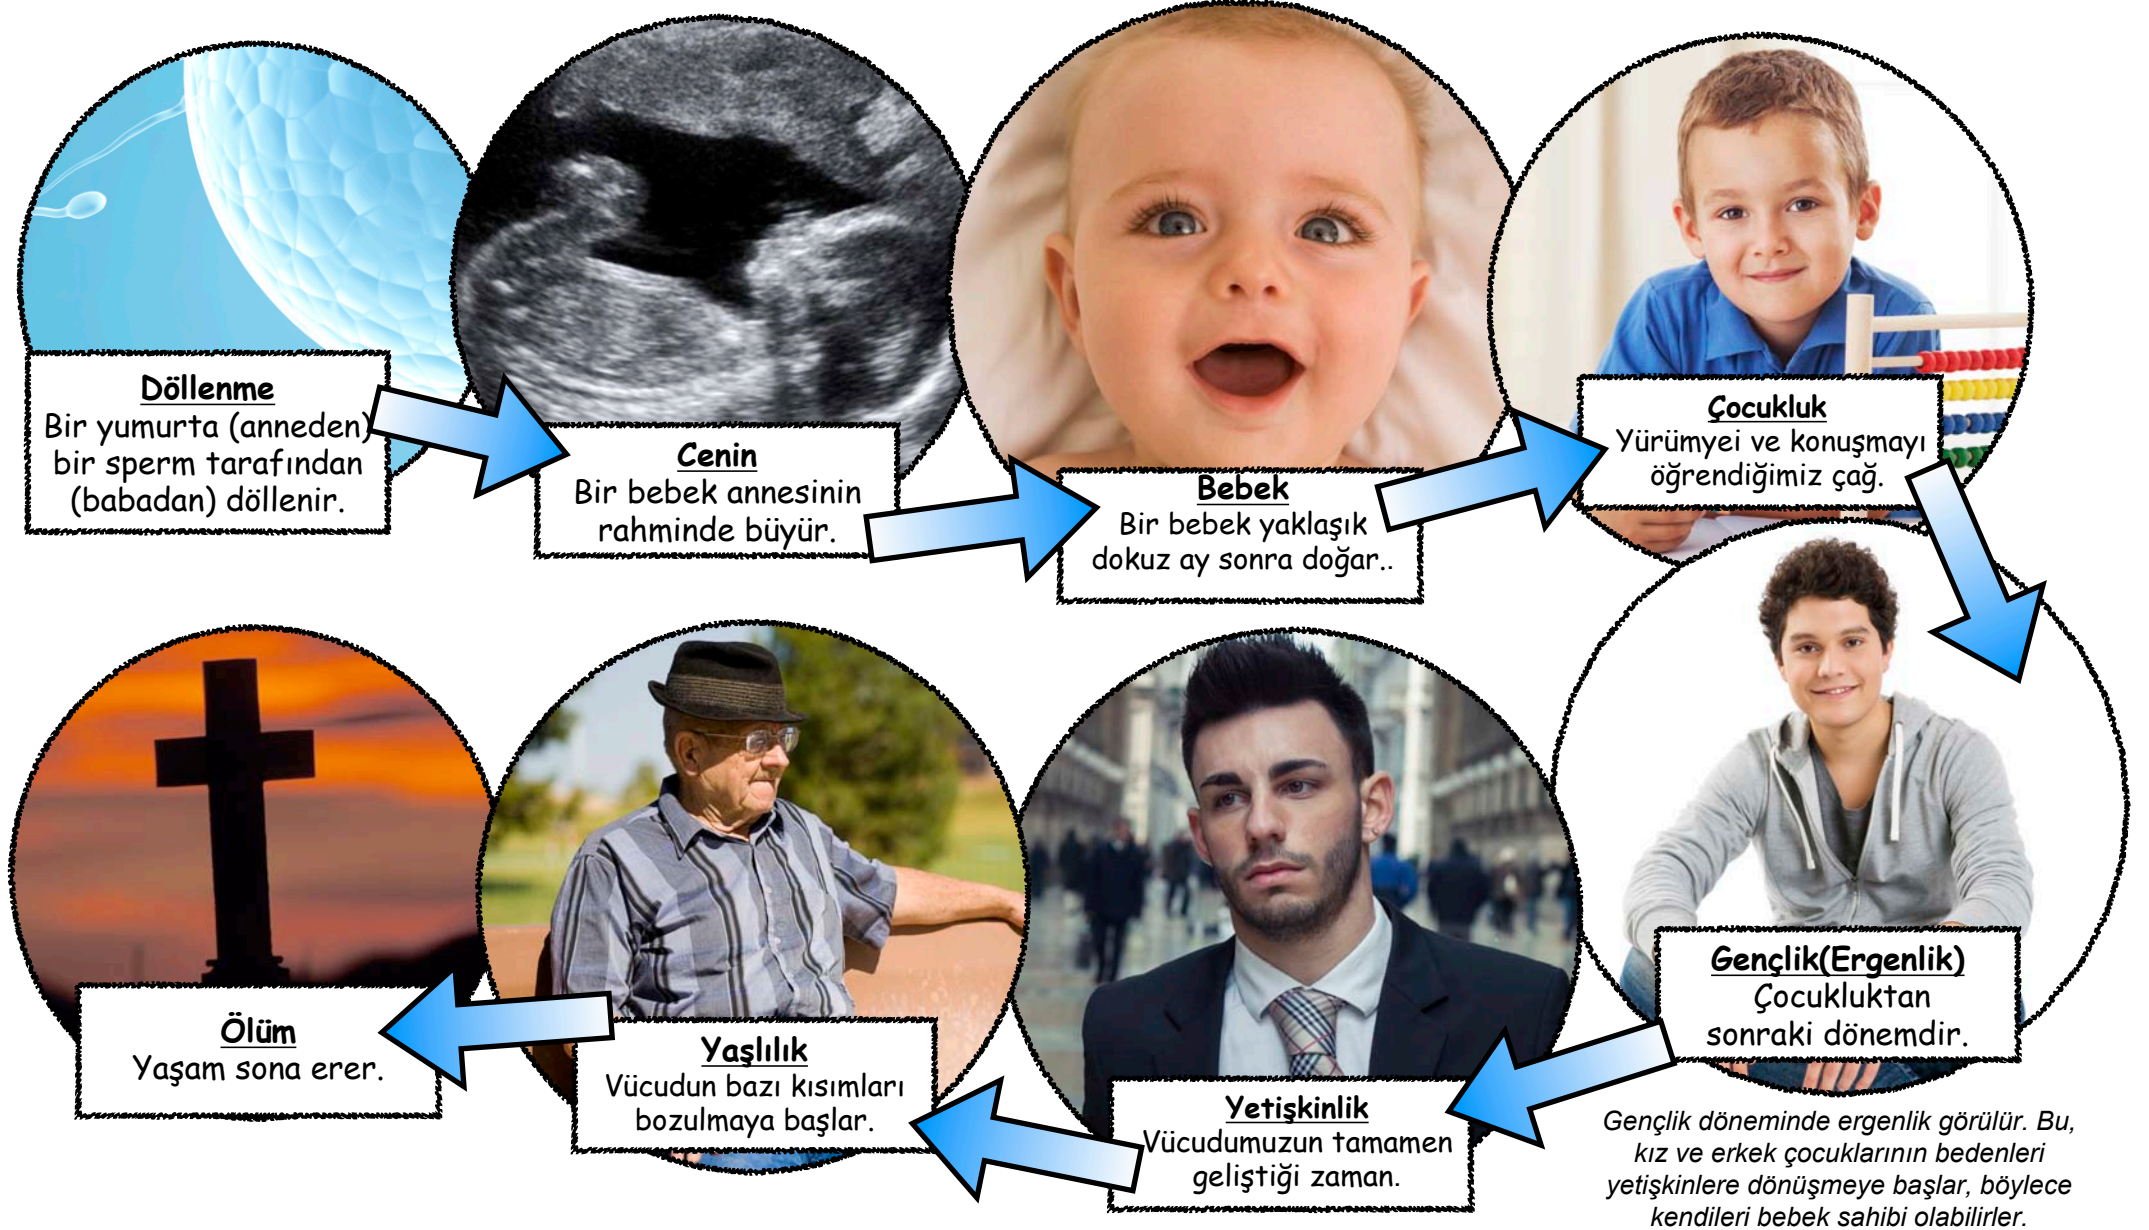 Döllenme
Bir yumurta (anneden)
bir sperm tarafından
(babadan) döllenir.
Cenin
Bir bebek annesinin
rahminde büyür.
Bebek
Bir bebek yaklaşık
dokuz ay sonra doğar..
Çocukluk
Yürümyei ve konuşmayı
öğrendiğimiz çağ.
Gençlik(Ergenlik)
Çocukluktan
sonraki dönemdir.
Gençlik döneminde ergenlik görülür. Bu,
kız ve erkek çocuklarının bedenleri
yetişkinlere dönüşmeye başlar, böylece
kendileri bebek sahibi olabilirler.
Yetişkinlik
Vücudumuzun tamamen
geliştiği zaman.
Yaşlılık
Vücudun bazı kısımları
bozulmaya başlar.
Ölüm
Yaşam sona erer.